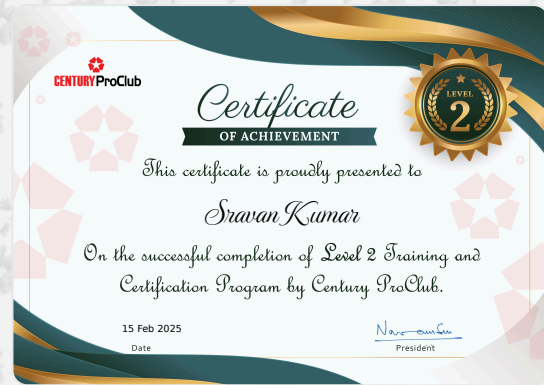 CENTURY ProClub
LEVEL
2
Certificate
OF ACHIEVEMENT
This certificate is proudly presented to
Sravan Kumar
On the successful completion of Level 2 Training and
Certification Program by Century ProClub.
15 Feb 2025
Date
President